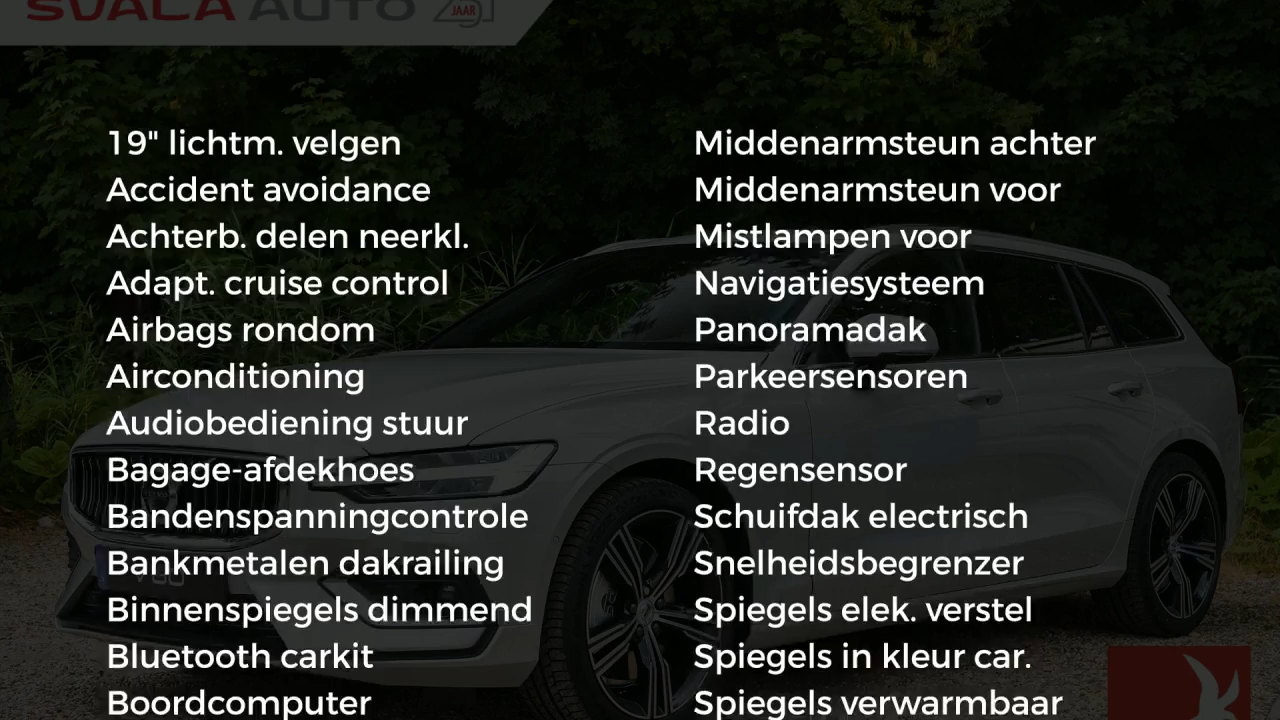 SVALA AUTO
JAAR
19" lichtm. velgen
Accident avoidance
Achterb. delen neerkl.
Adapt. cruise control
Airbags rondom
Airconditioning
Audiobediening stuur
Bagage-afdekhoes
Bandenspanningcontrole
Bankmetalen dakrailing
Binnenspiegels dimmend
Bluetooth carkit
Boordcomputer
Middenarmsteun achter
Middenarmsteun voor
Mistlampen voor
Navigatiesysteem
Panoramadak
Parkeersensoren
Radio
Regensensor
Schuifdak electrisch
Snelheidsbegrenzer
Spiegels elek. verstel
Spiegels in kleur car.
Spiegels verwarmbaar